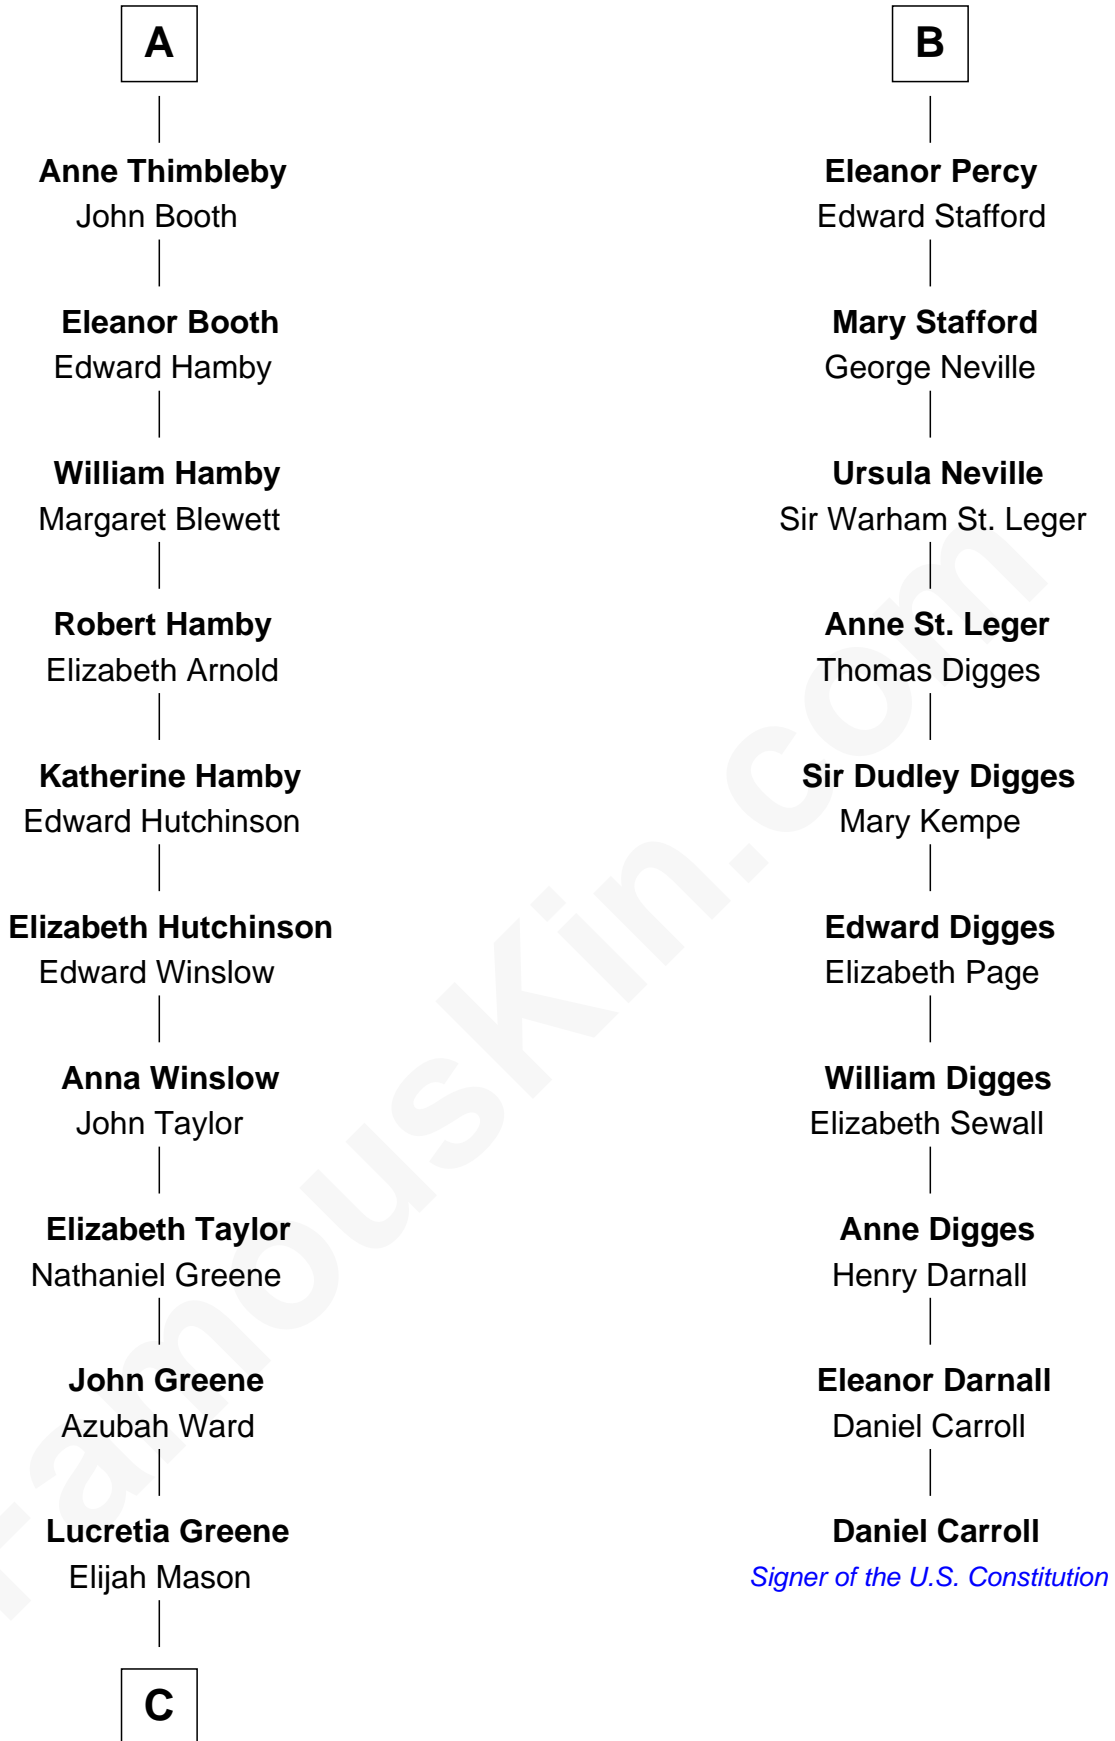 A
Anne Thimbleby
John Booth
Eleanor Booth
Edward Hamby
William Hamby
Margaret Blewett
Robert Hamby
Elizabeth Arnold
Katherine Hamby
Edward Hutchinson
Elizabeth Hutchinson
Edward Winslow
Anna Winslow
John Taylor
Elizabeth Taylor
Nathaniel Greene
John Greene
Azubah Ward
Lucretia Greene
Elijah Mason
C
B
Eleanor Percy
Edward Stafford
Mary Stafford
George Neville
Ursula Neville
Sir Warham St. Leger
Anne St. Leger
Thomas Digges
Sir Dudley Digges
Mary Kempe
Edward Digges
Elizabeth Page
William Digges
Elizabeth Sewall
Anne Digges
Henry Darnall
Eleanor Darnall
Daniel Carroll
Daniel Carroll
Signer of the U.S. Constitution
FamousKin.com